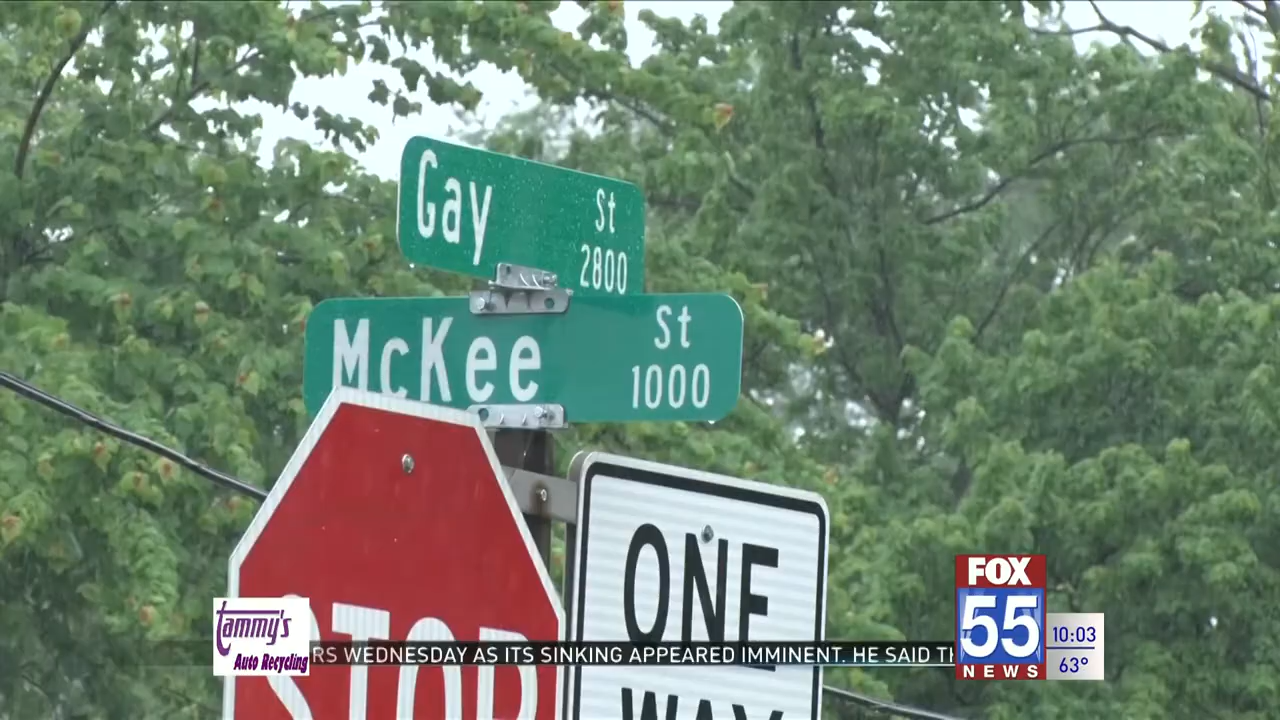 Gay St
2800
McKee St
1000
STOP
ONE
WAY
tammy's
Auto Recycling
RS WEDNESDAY AS ITS SINKING APPEARED IMMINENT. HE SAID
FOX
55
NEWS
10:03
63°